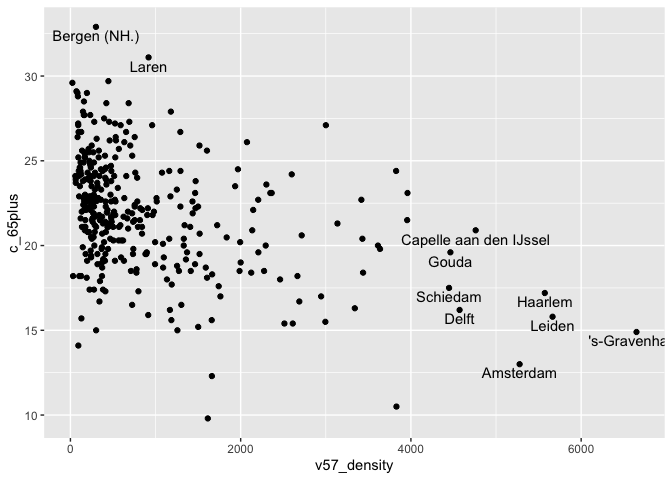 Bergen (NH.)
Laren
30
25
c_65plus
20
Capelle aan den IJssel
Gouda
Schiedam
Haarlem
Delft
Leiden
15
's-Gravenha
Amsterdam
10
0
2000
4000
6000
v57_density